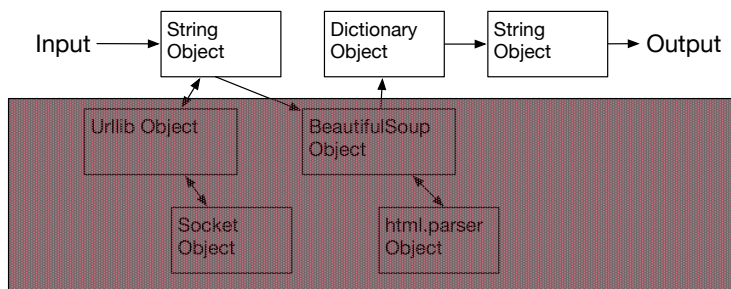 Input
String
Object
Dictionary
Object
String
Object
Output
Urllib Object
BeautifulSoup
Object
Socket
Object
html.parser
Object